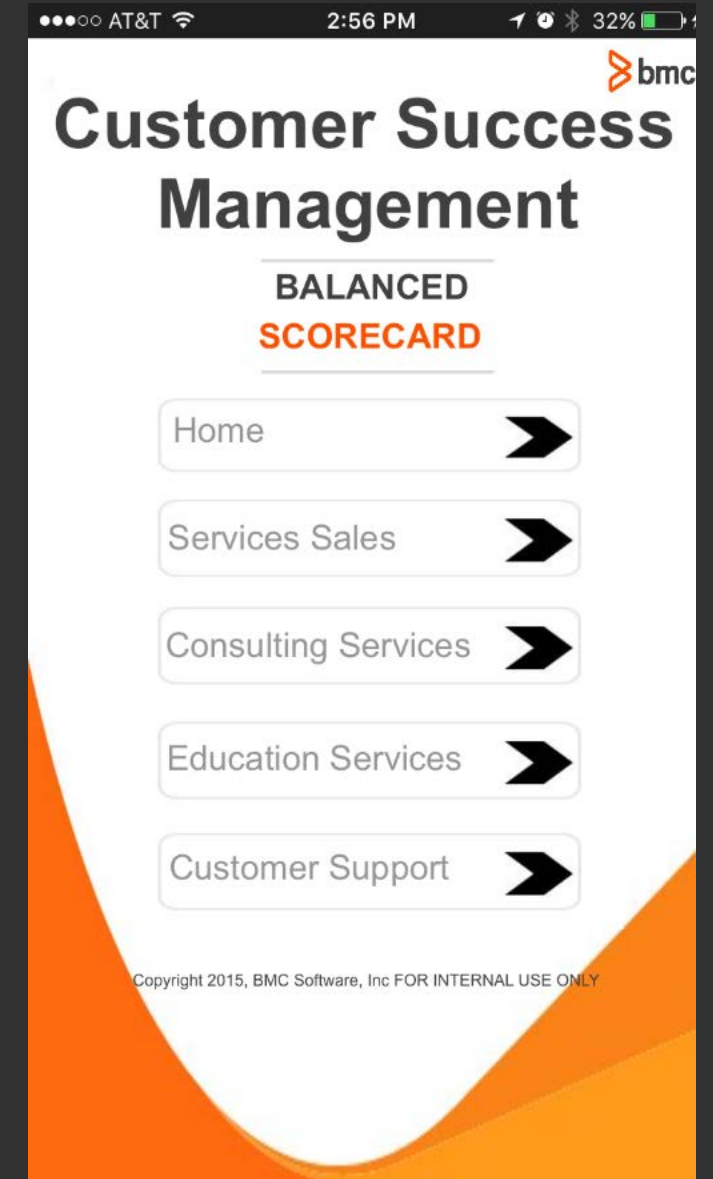 AT&T 2:56 PM 32%
bmc
Customer Success
Management
BALANCED
SCORECARD
Home
Services Sales
Consulting Services
Education Services
Customer Support
Copyright 2015, BMC Software, Inc FOR INTERNAL USE ONLY